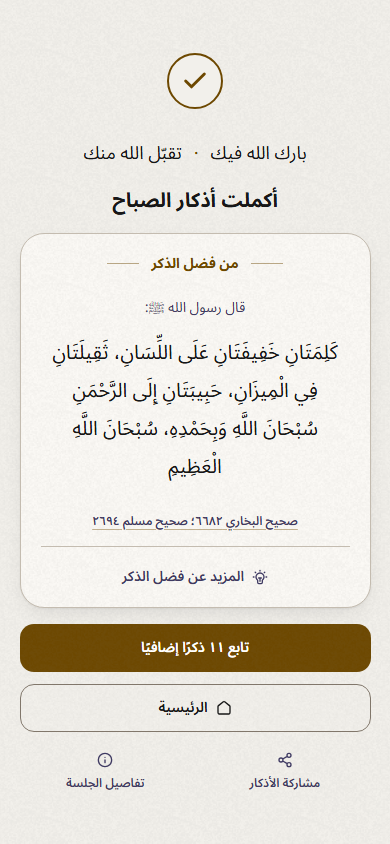 بارك الله فيك · تقبّل الله منك
أكملت أذكار الصباح
من فضل الذكر
قال رسول الله ﷺ:
كَلِمَتَانِ خَفِيفَتَانِ عَلَى اللِّسَانِ، ثَقِيلَتَانِ
فِي الْمِيزَانِ، حَبِيبَتَانِ إِلَى الرَّحْمَنِ
سُبْحَانَ اللَّهِ وَبِحَمْدِهِ، سُبْحَانَ اللَّهِ
الْعَظِيمِ
صحيح البخاري ٦٦٨٢؛ صحيح مسلم ٢٦٩٤
المزيد عن فضل الذكر
تابع ١١ ذكرًا إضافيًا
الرئيسية
مشاركة الأذكار
تفاصيل الجلسة